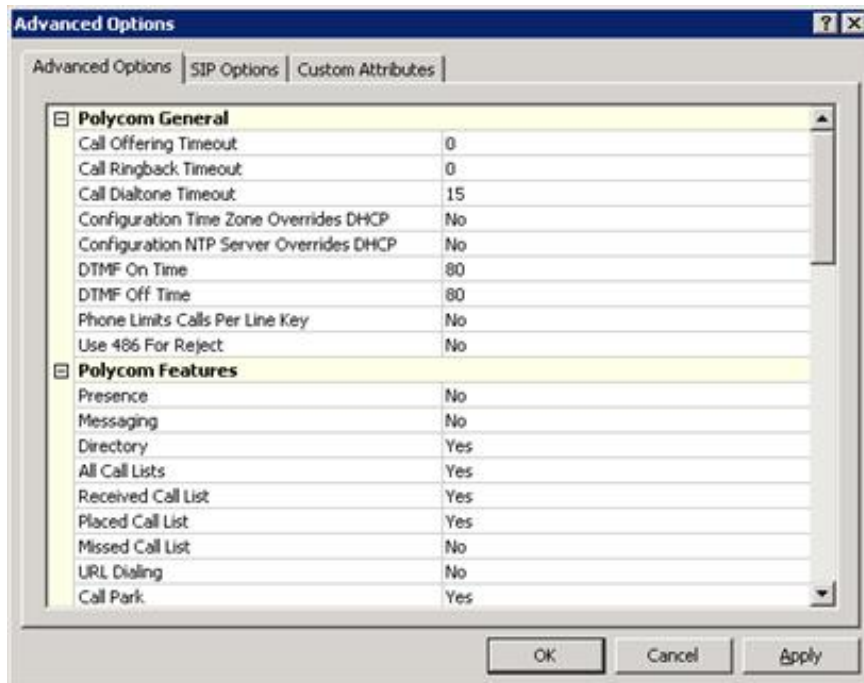 Advanced Options
Advanced Options SIP Options Custom Attributes
Polycom General
Call Offering Timeout 0
Call Ringback Timeout 0
Call Dialtone Timeout 15
Configuration Time Zone Overrides DHCP No
Configuration NTP Server Overrides DHCP No
DTMF On Time 80
DTMF Off Time 80
Phone Limits Calls Per Line Key No
Use 486 For Reject No
Polycom Features
Presence No
Messaging No
Directory Yes
All Call Lists Yes
Received Call List Yes
Placed Call List Yes
Missed Call List No
URL Dialing No
Call Park Yes
OK Cancel Apply